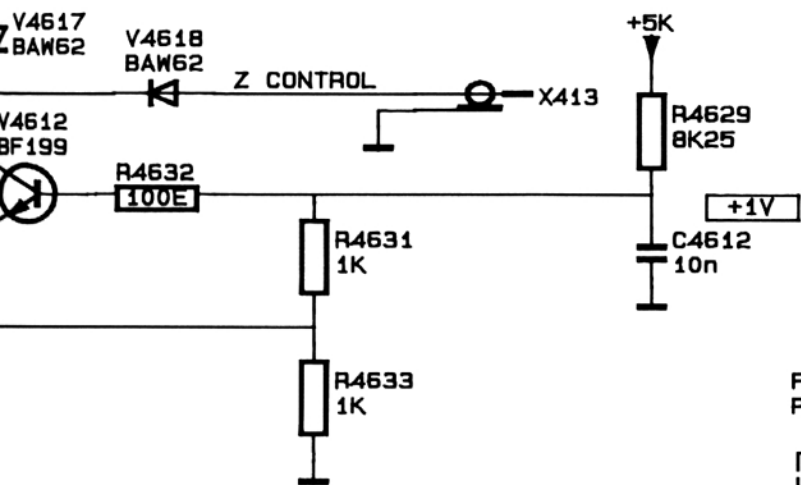 V4617
BAW62
V4618
BAW62
+5K
Z CONTROL
X413
R4629
8K25
V4612
BF199
R4632
100E
+1V
R4631
1K
C4612
10n
R4633
1K